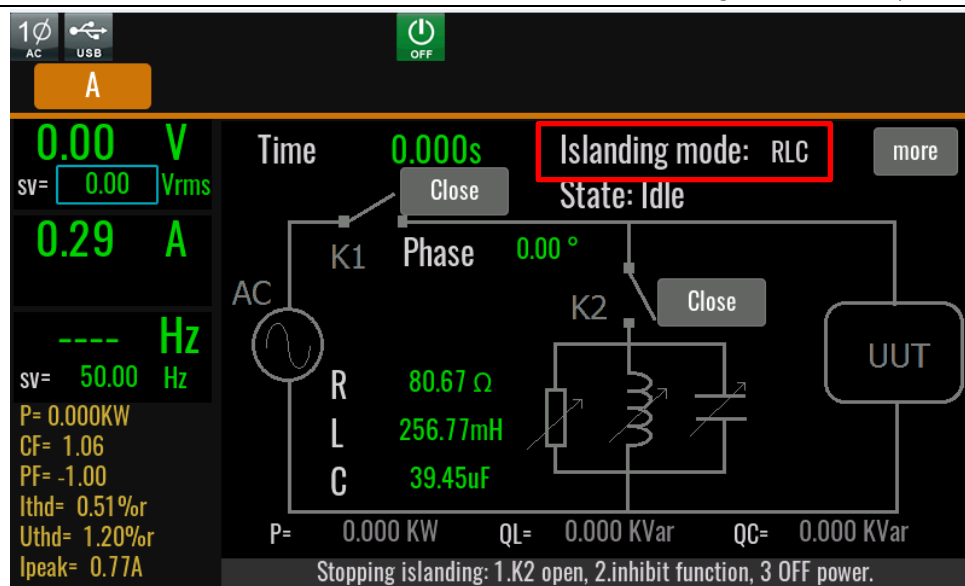 1Ø
AC
USB
OFF
A
0.00 V
sv= 0.00 Vrms
0.29 A
---- Hz
sv= 50.00 Hz
P= 0.000KW
CF= 1.06
PF= -1.00
Ithd= 0.51%r
Uthd= 1.20%r
Ipeak= 0.77A
Time 0.000s Islanding mode: RLC more
Close State: Idle
K1 Phase 0.00 °
AC
K2 Close
UUT
R 80.67 Ω
L 256.77mH
C 39.45uF
P= 0.000 KW QL= 0.000 KVar QC= 0.000 KVar
Stopping islanding: 1.K2 open, 2.inhibit function, 3 OFF power.